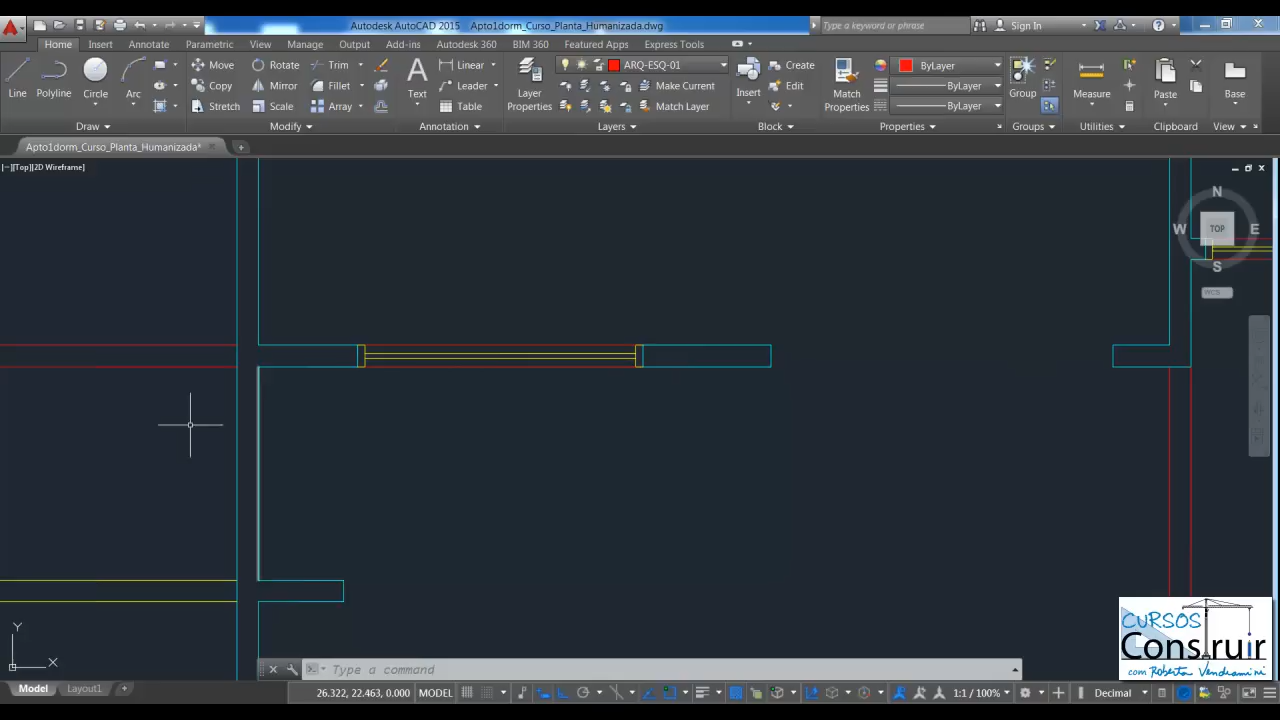 Autodesk AutoCAD 2015 Apto1dorm_Curso_Planta_Humanizada.dwg
Type a keyword or phrase
Sign In
Home Insert Annotate Parametric View Manage Output Add-ins Autodesk 360 BIM 360 Featured Apps Express Tools
Line Polyline Circle Arc
Move Rotate Trim
Copy Mirror Fillet
Stretch Scale Array
Text Linear
Leader
Table
Layer Properties
ARQ-ESQ-01
Make Current
Match Layer
Insert Create
Edit
Match Properties
ByLayer
ByLayer
ByLayer
Group Measure Paste Base
Draw Modify Annotation Layers Block Properties Groups Utilities Clipboard View
Apto1dorm_Curso_Planta_Humanizada*
[−][Top][2D Wireframe]
N
W TOP E
S
WCS
Y
X
CURSOS
Construir
com Roberta Vendramini
Type a command
Model Layout1
26.322, 22.463, 0.000 MODEL 1:1 / 100% Decimal